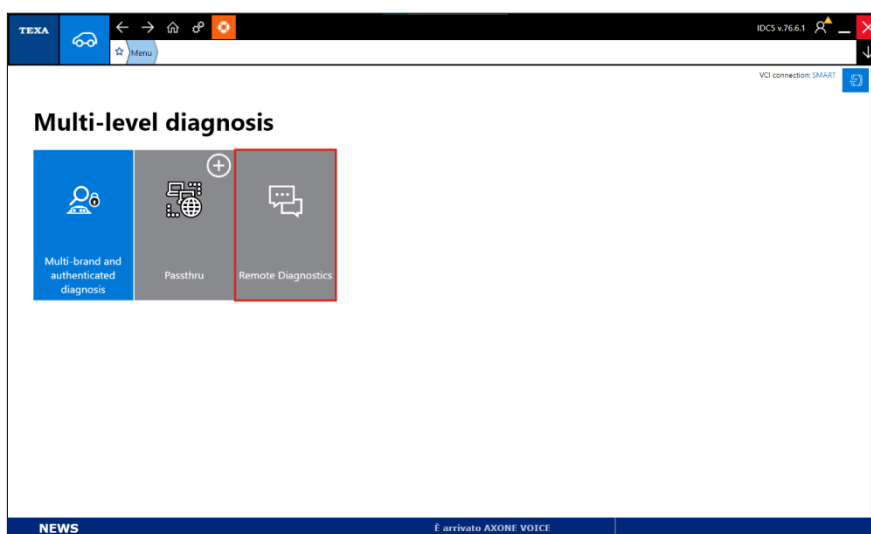 TEXA
IDC5 v.76.6.1
Menu
VCI connection: SMART
Multi-level diagnosis
Multi-brand and
authenticated
diagnosis
Passthru
Remote Diagnostics
NEWS
È arrivato AXONE VOICE